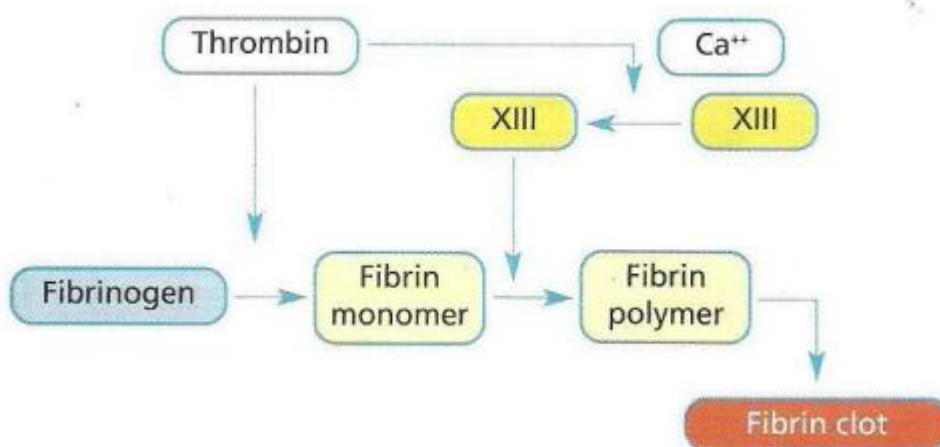 Thrombin
Ca⁺⁺
XIII
XIII
Fibrinogen
Fibrin
monomer
Fibrin
polymer
Fibrin clot